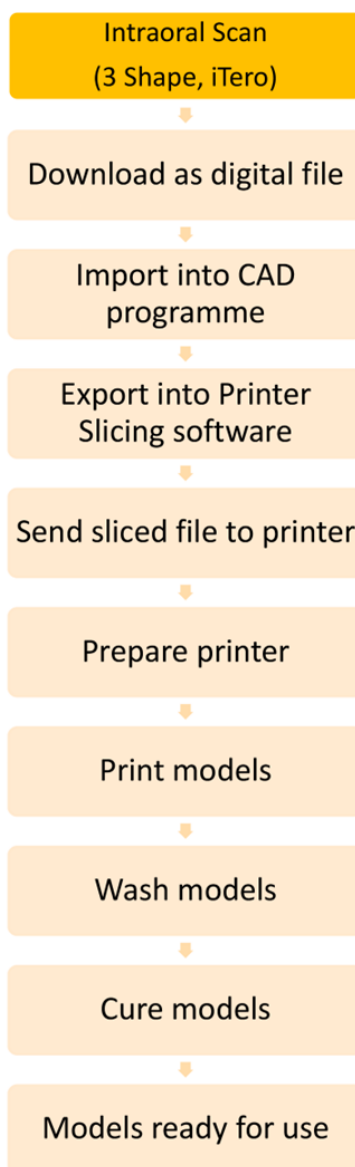 Intraoral Scan
(3 Shape, iTero)
Download as digital file
Import into CAD
programme
Export into Printer
Slicing software
Send sliced file to printer
Prepare printer
Print models
Wash models
Cure models
Models ready for use